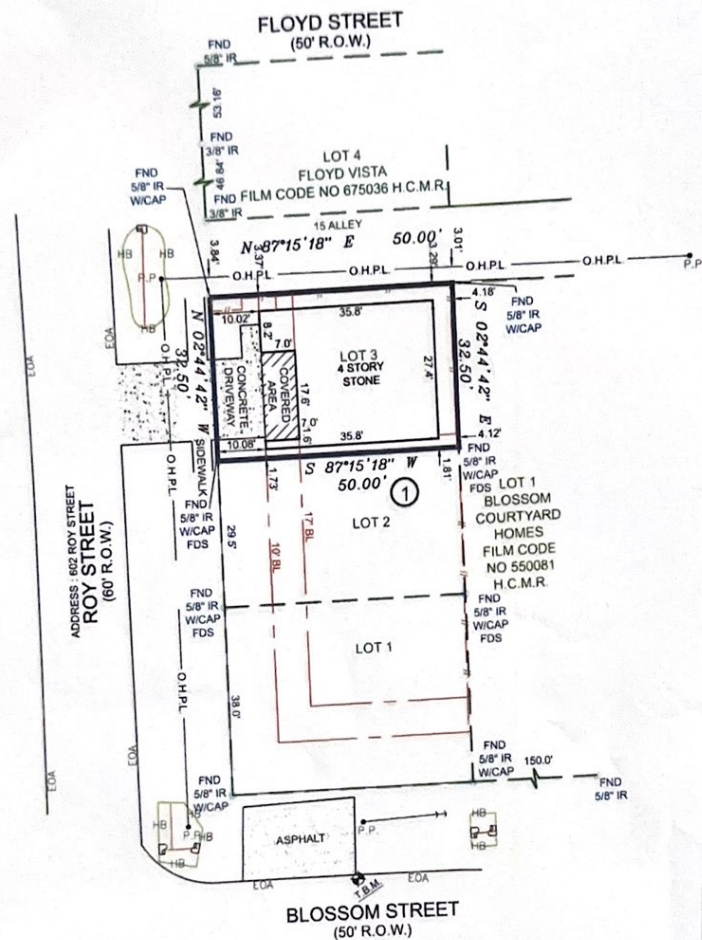 FLOYD STREET
(50' R.O.W.)
FND
5/8" IR
53.16'
FND
3/8" IR
46.84'
FND
3/8" IR
LOT 4
FLOYD VISTA
FILM CODE NO 675036 H.C.M.R.
FND
5/8" IR
W/CAP
15 ALLEY
N 87°15'18" E 50.00'
3.84'
3.37'
3.29'
3.01'
O.H.P.L
O.H.P.L
O.H.P.L
O.H.P.L
P.P.
HB
HB
P.P.
HB
EOA
EOA
O.H.P.L
4.18'
FND
5/8" IR
W/CAP
10.02'
35.8'
8.2'
7.0'
LOT 3
4 STORY
STONE
27.4'
N 02°44'42" W
32.50'
S 02°44'42" E
32.50'
CONCRETE
DRIVEWAY
COVERED
AREA
17.6'
7.0'
.6'
10.08'
35.8'
4.12'
SIDEWALK
S 87°15'18" W
50.00'
1
1.73'
1.81'
FND
5/8" IR
W/CAP
FDS
FND
5/8" IR
W/CAP
FDS
LOT 1
BLOSSOM
COURTYARD
HOMES
FILM CODE
NO 550081
H.C.M.R.
O.H.P.L
ADDRESS : 602 ROY STREET
ROY STREET
(60' R.O.W.)
29.5'
10' BL
17' BL
LOT 2
FND
5/8" IR
W/CAP
FDS
FND
5/8" IR
W/CAP
FDS
LOT 1
O.H.P.L
38.0'
EOA
EOA
FND
5/8" IR
W/CAP
FND
5/8" IR
W/CAP
150.0'
FND
5/8" IR
HB
P.P.
HB
HB
ASPHALT
P.P.
HB
HB
EOA
T.B.M.
EOA
BLOSSOM STREET
(50' R.O.W.)